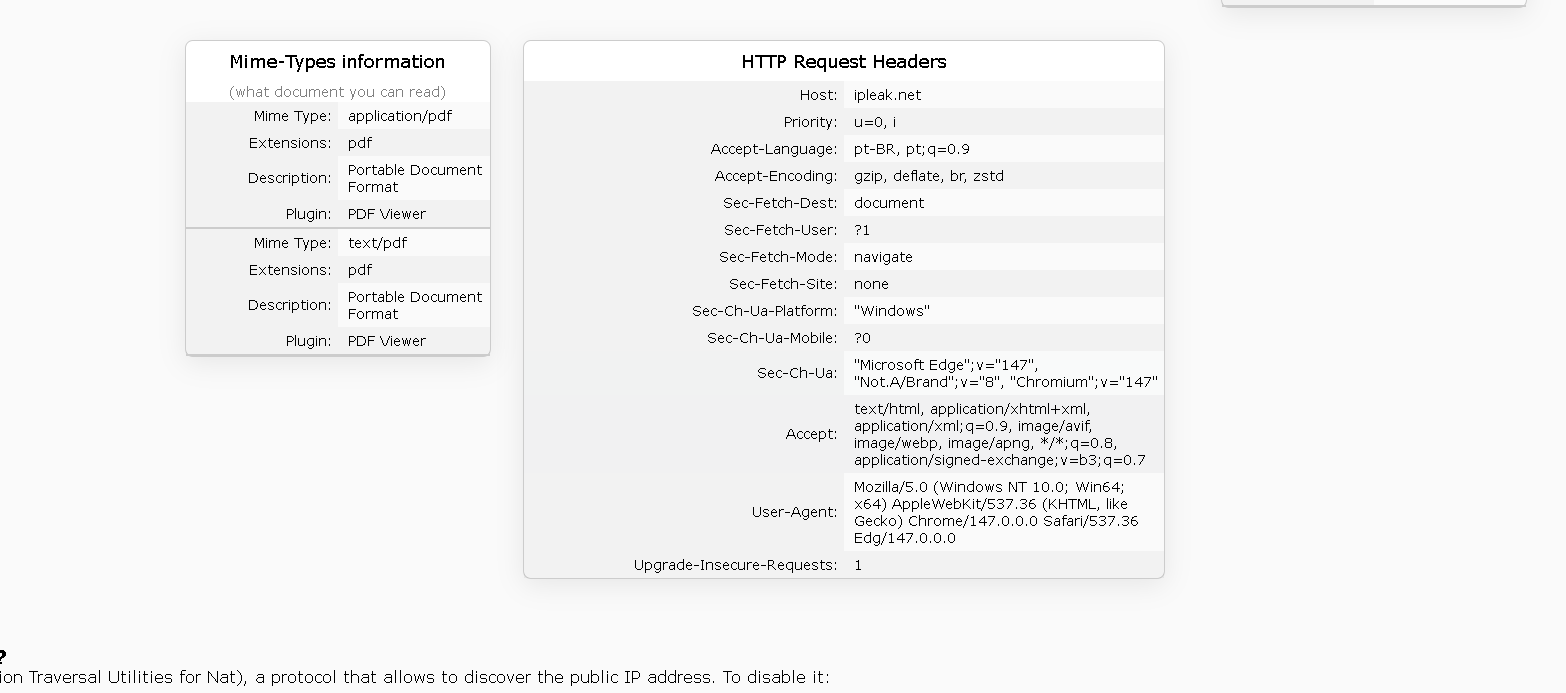 Mime-Types information
(what document you can read)
Mime Type: application/pdf
Extensions: pdf
Description: Portable Document
Format
Plugin: PDF Viewer
Mime Type: text/pdf
Extensions: pdf
Description: Portable Document
Format
Plugin: PDF Viewer
HTTP Request Headers
Host: ipleak.net
Priority: u=0, i
Accept-Language: pt-BR, pt;q=0.9
Accept-Encoding: gzip, deflate, br, zstd
Sec-Fetch-Dest: document
Sec-Fetch-User: ?1
Sec-Fetch-Mode: navigate
Sec-Fetch-Site: none
Sec-Ch-Ua-Platform: "Windows"
Sec-Ch-Ua-Mobile: ?0
Sec-Ch-Ua: "Microsoft Edge";v="147",
"Not.A/Brand";v="8", "Chromium";v="147"
Accept: text/html, application/xhtml+xml,
application/xml;q=0.9, image/avif,
image/webp, image/apng, */*;q=0.8,
application/signed-exchange;v=b3;q=0.7
User-Agent: Mozilla/5.0 (Windows NT 10.0; Win64;
x64) AppleWebKit/537.36 (KHTML, like
Gecko) Chrome/147.0.0.0 Safari/537.36
Edg/147.0.0.0
Upgrade-Insecure-Requests: 1
?
ion Traversal Utilities for Nat), a protocol that allows to discover the public IP address. To disable it: